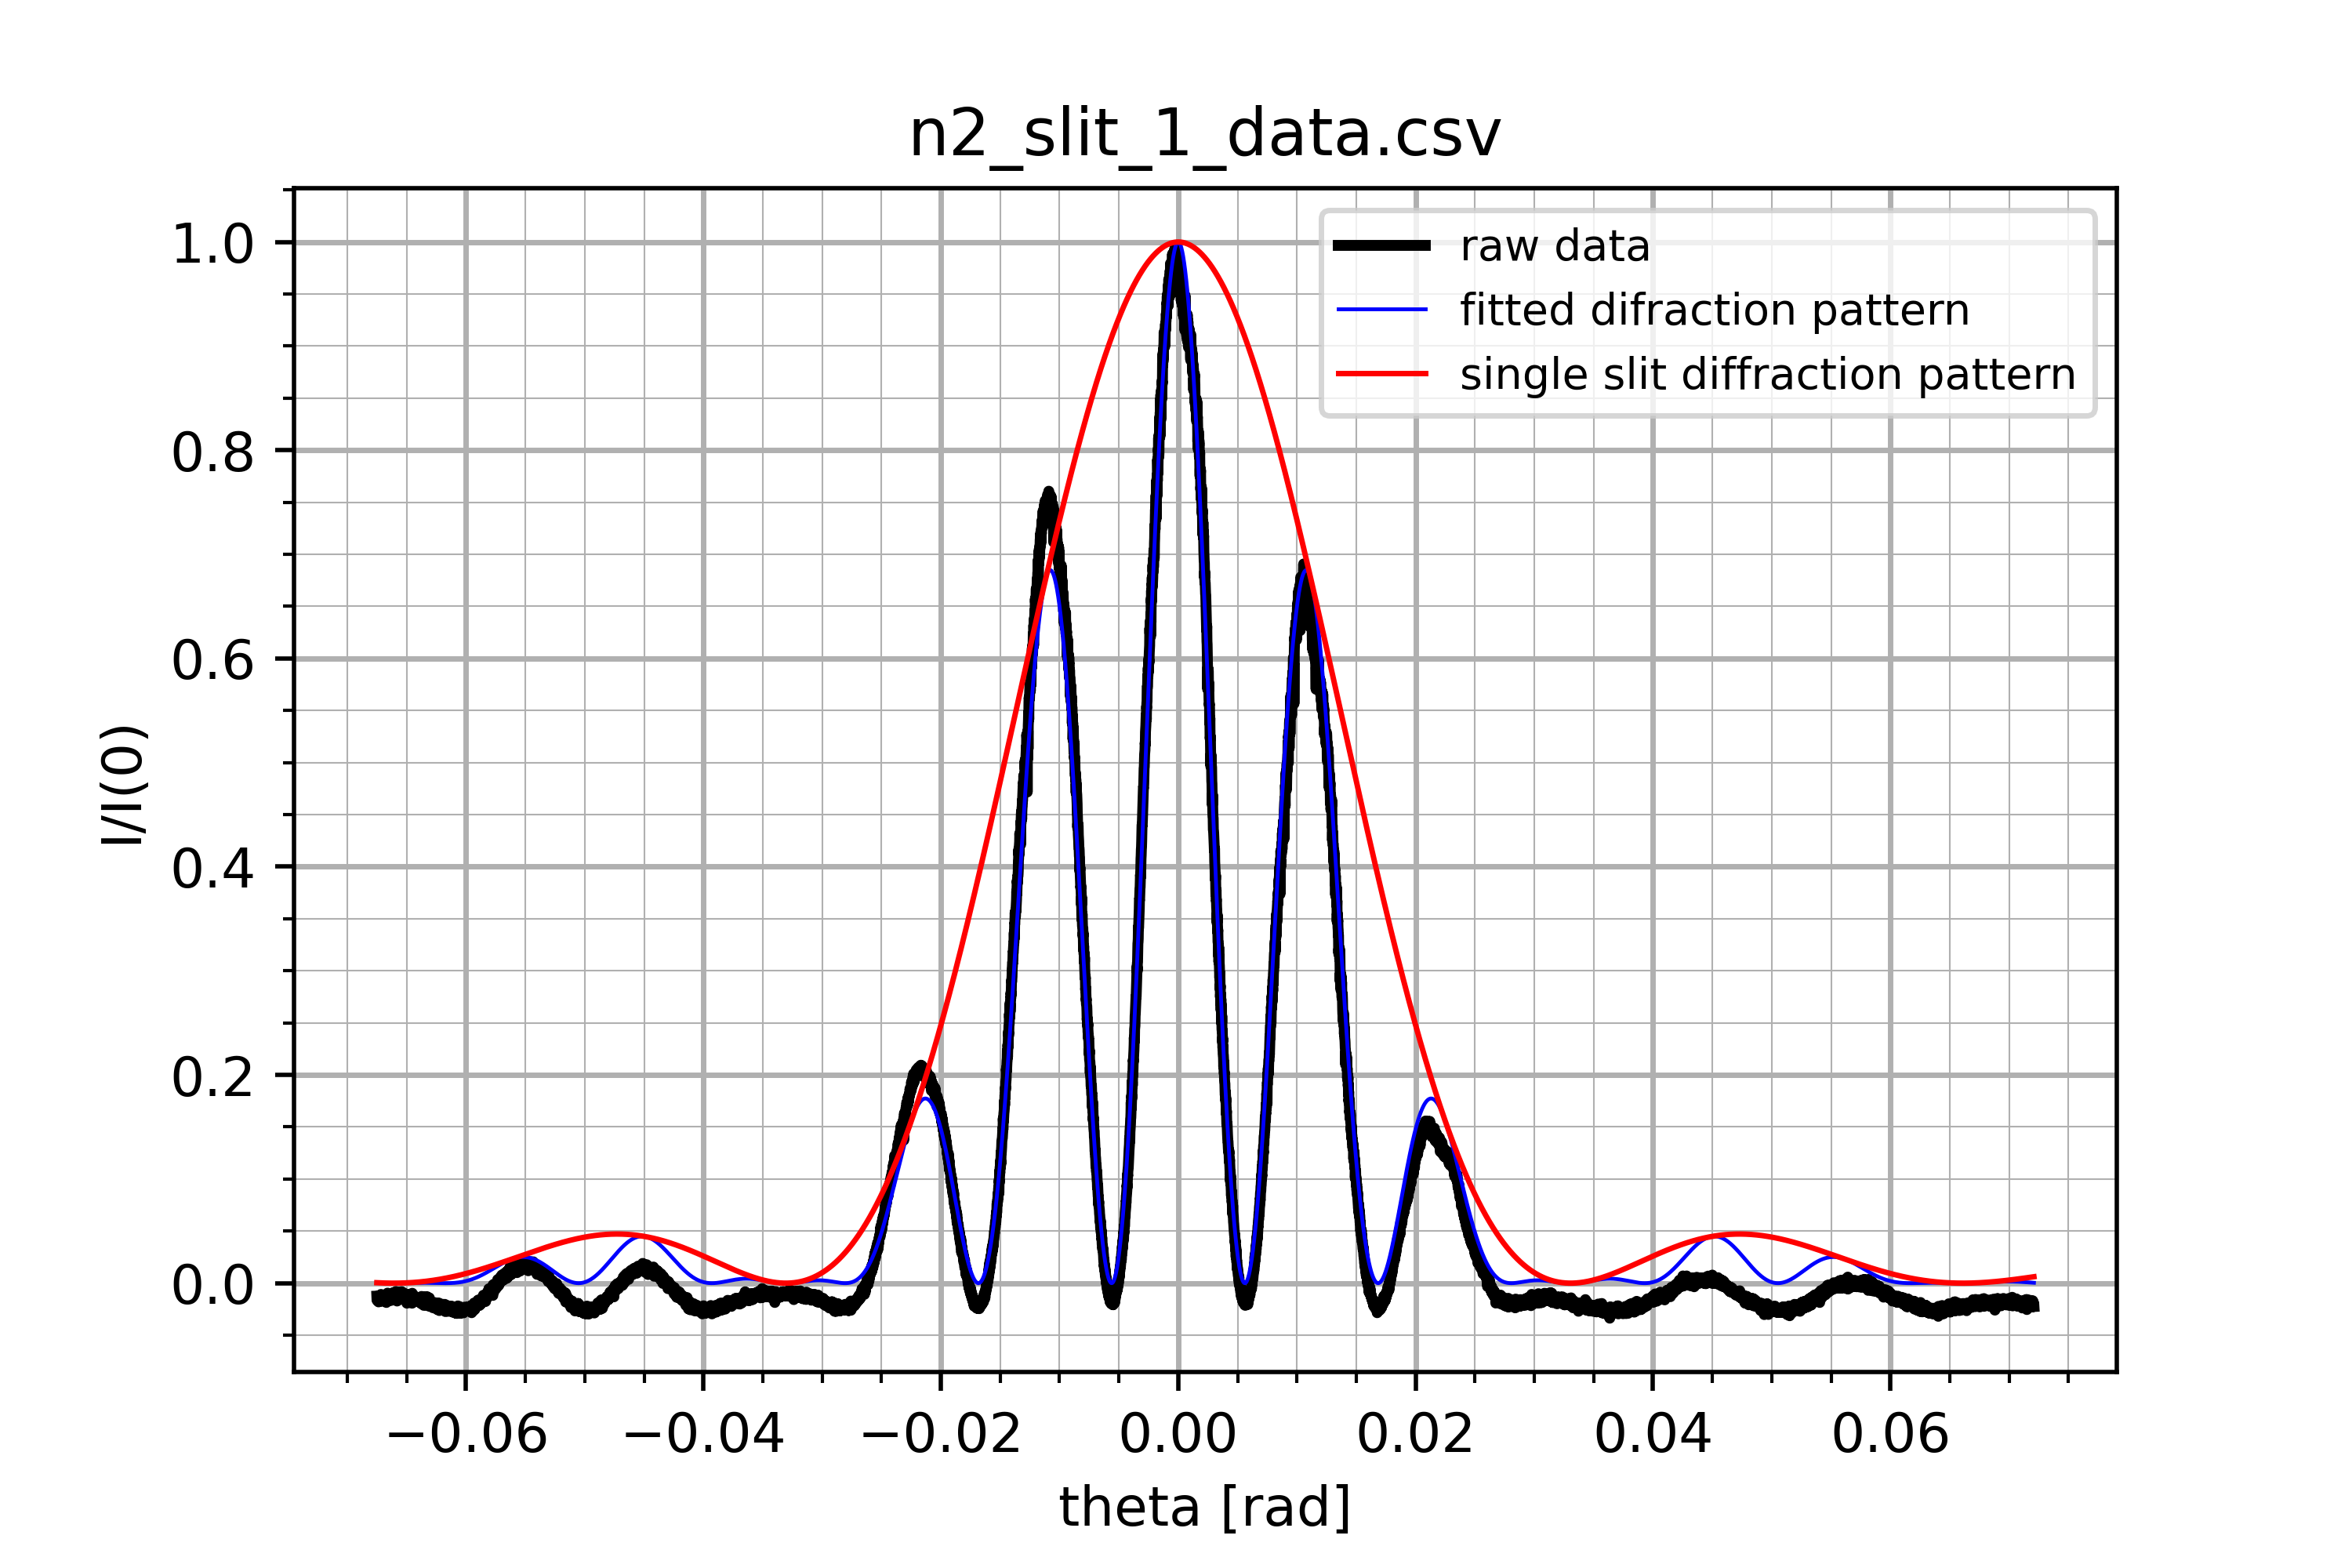 n2_slit_1_data.csv
1.0
0.8
0.6
0.4
0.2
0.0
I/I(0)
raw data
fitted difraction pattern
single slit diffraction pattern
−0.06 −0.04 −0.02 0.00 0.02 0.04 0.06
theta [rad]